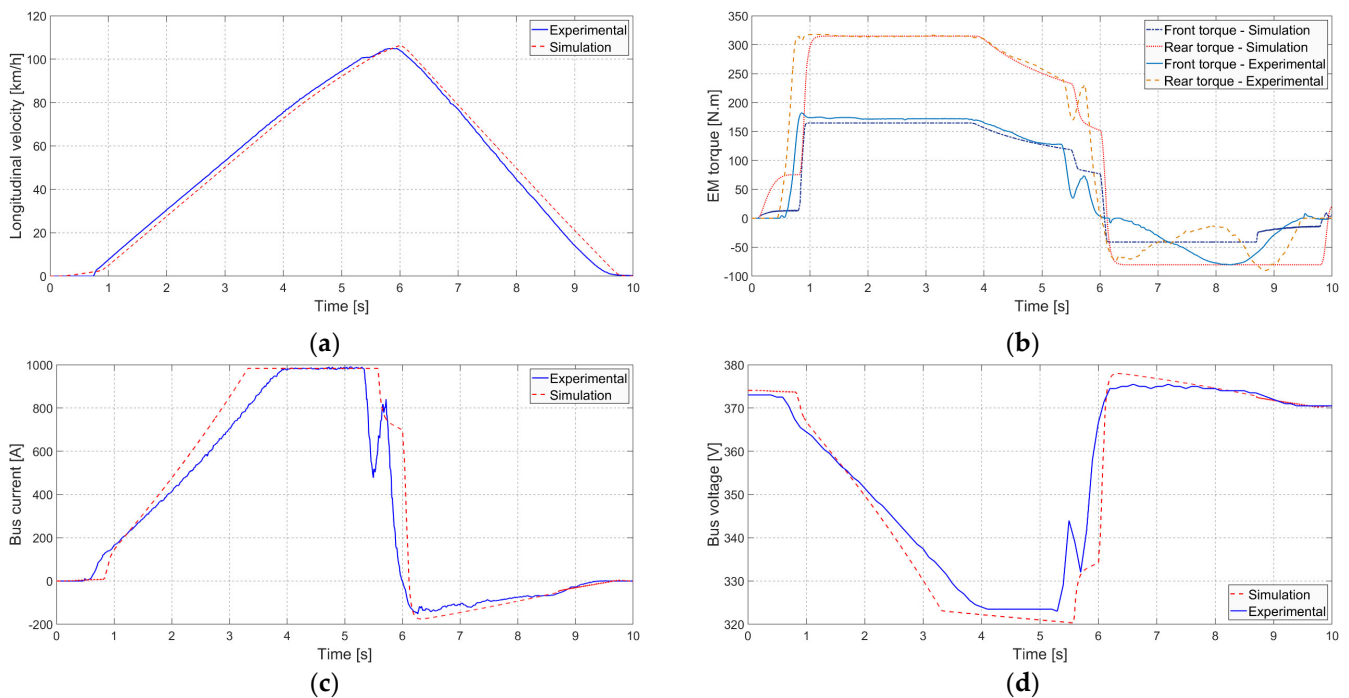 120
100
80
60
40
20
0
Longitudinal velocity [km/h]
0 1 2 3 4 5 6 7 8 9 10
Time [s]
Experimental
Simulation
(a)
350
300
250
200
150
100
50
0
-50
-100
EM torque [N.m]
0 1 2 3 4 5 6 7 8 9 10
Time [s]
Front torque - Simulation
Rear torque - Simulation
Front torque - Experimental
Rear torque - Experimental
(b)
1000
800
600
400
200
0
-200
Bus current [A]
0 1 2 3 4 5 6 7 8 9 10
Time [s]
Experimental
Simulation
(c)
380
370
360
350
340
330
320
Bus voltage [V]
0 1 2 3 4 5 6 7 8 9 10
Time [s]
Simulation
Experimental
(d)